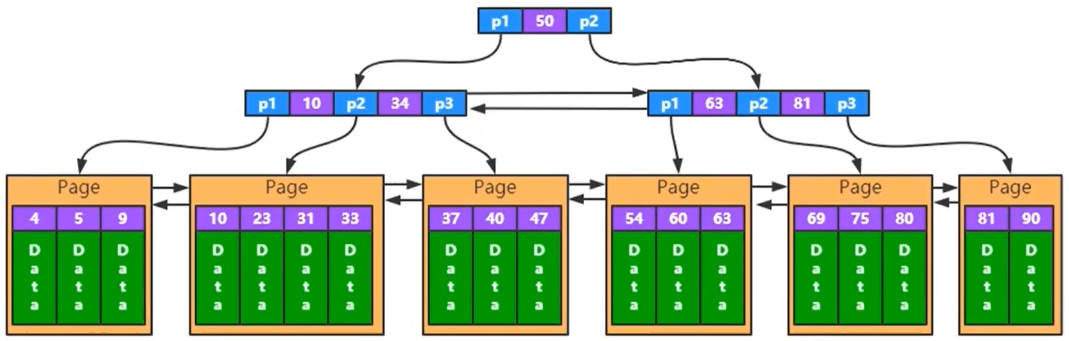 p1 50 p2
p1 10 p2 34 p3
p1 63 p2 81 p3
Page
4 5 9
Data Data Data
Page
10 23 31 33
Data Data Data Data
Page
37 40 47
Data Data Data
Page
54 60 63
Data Data Data
Page
69 75 80
Data Data Data
Page
81 90
Data Data